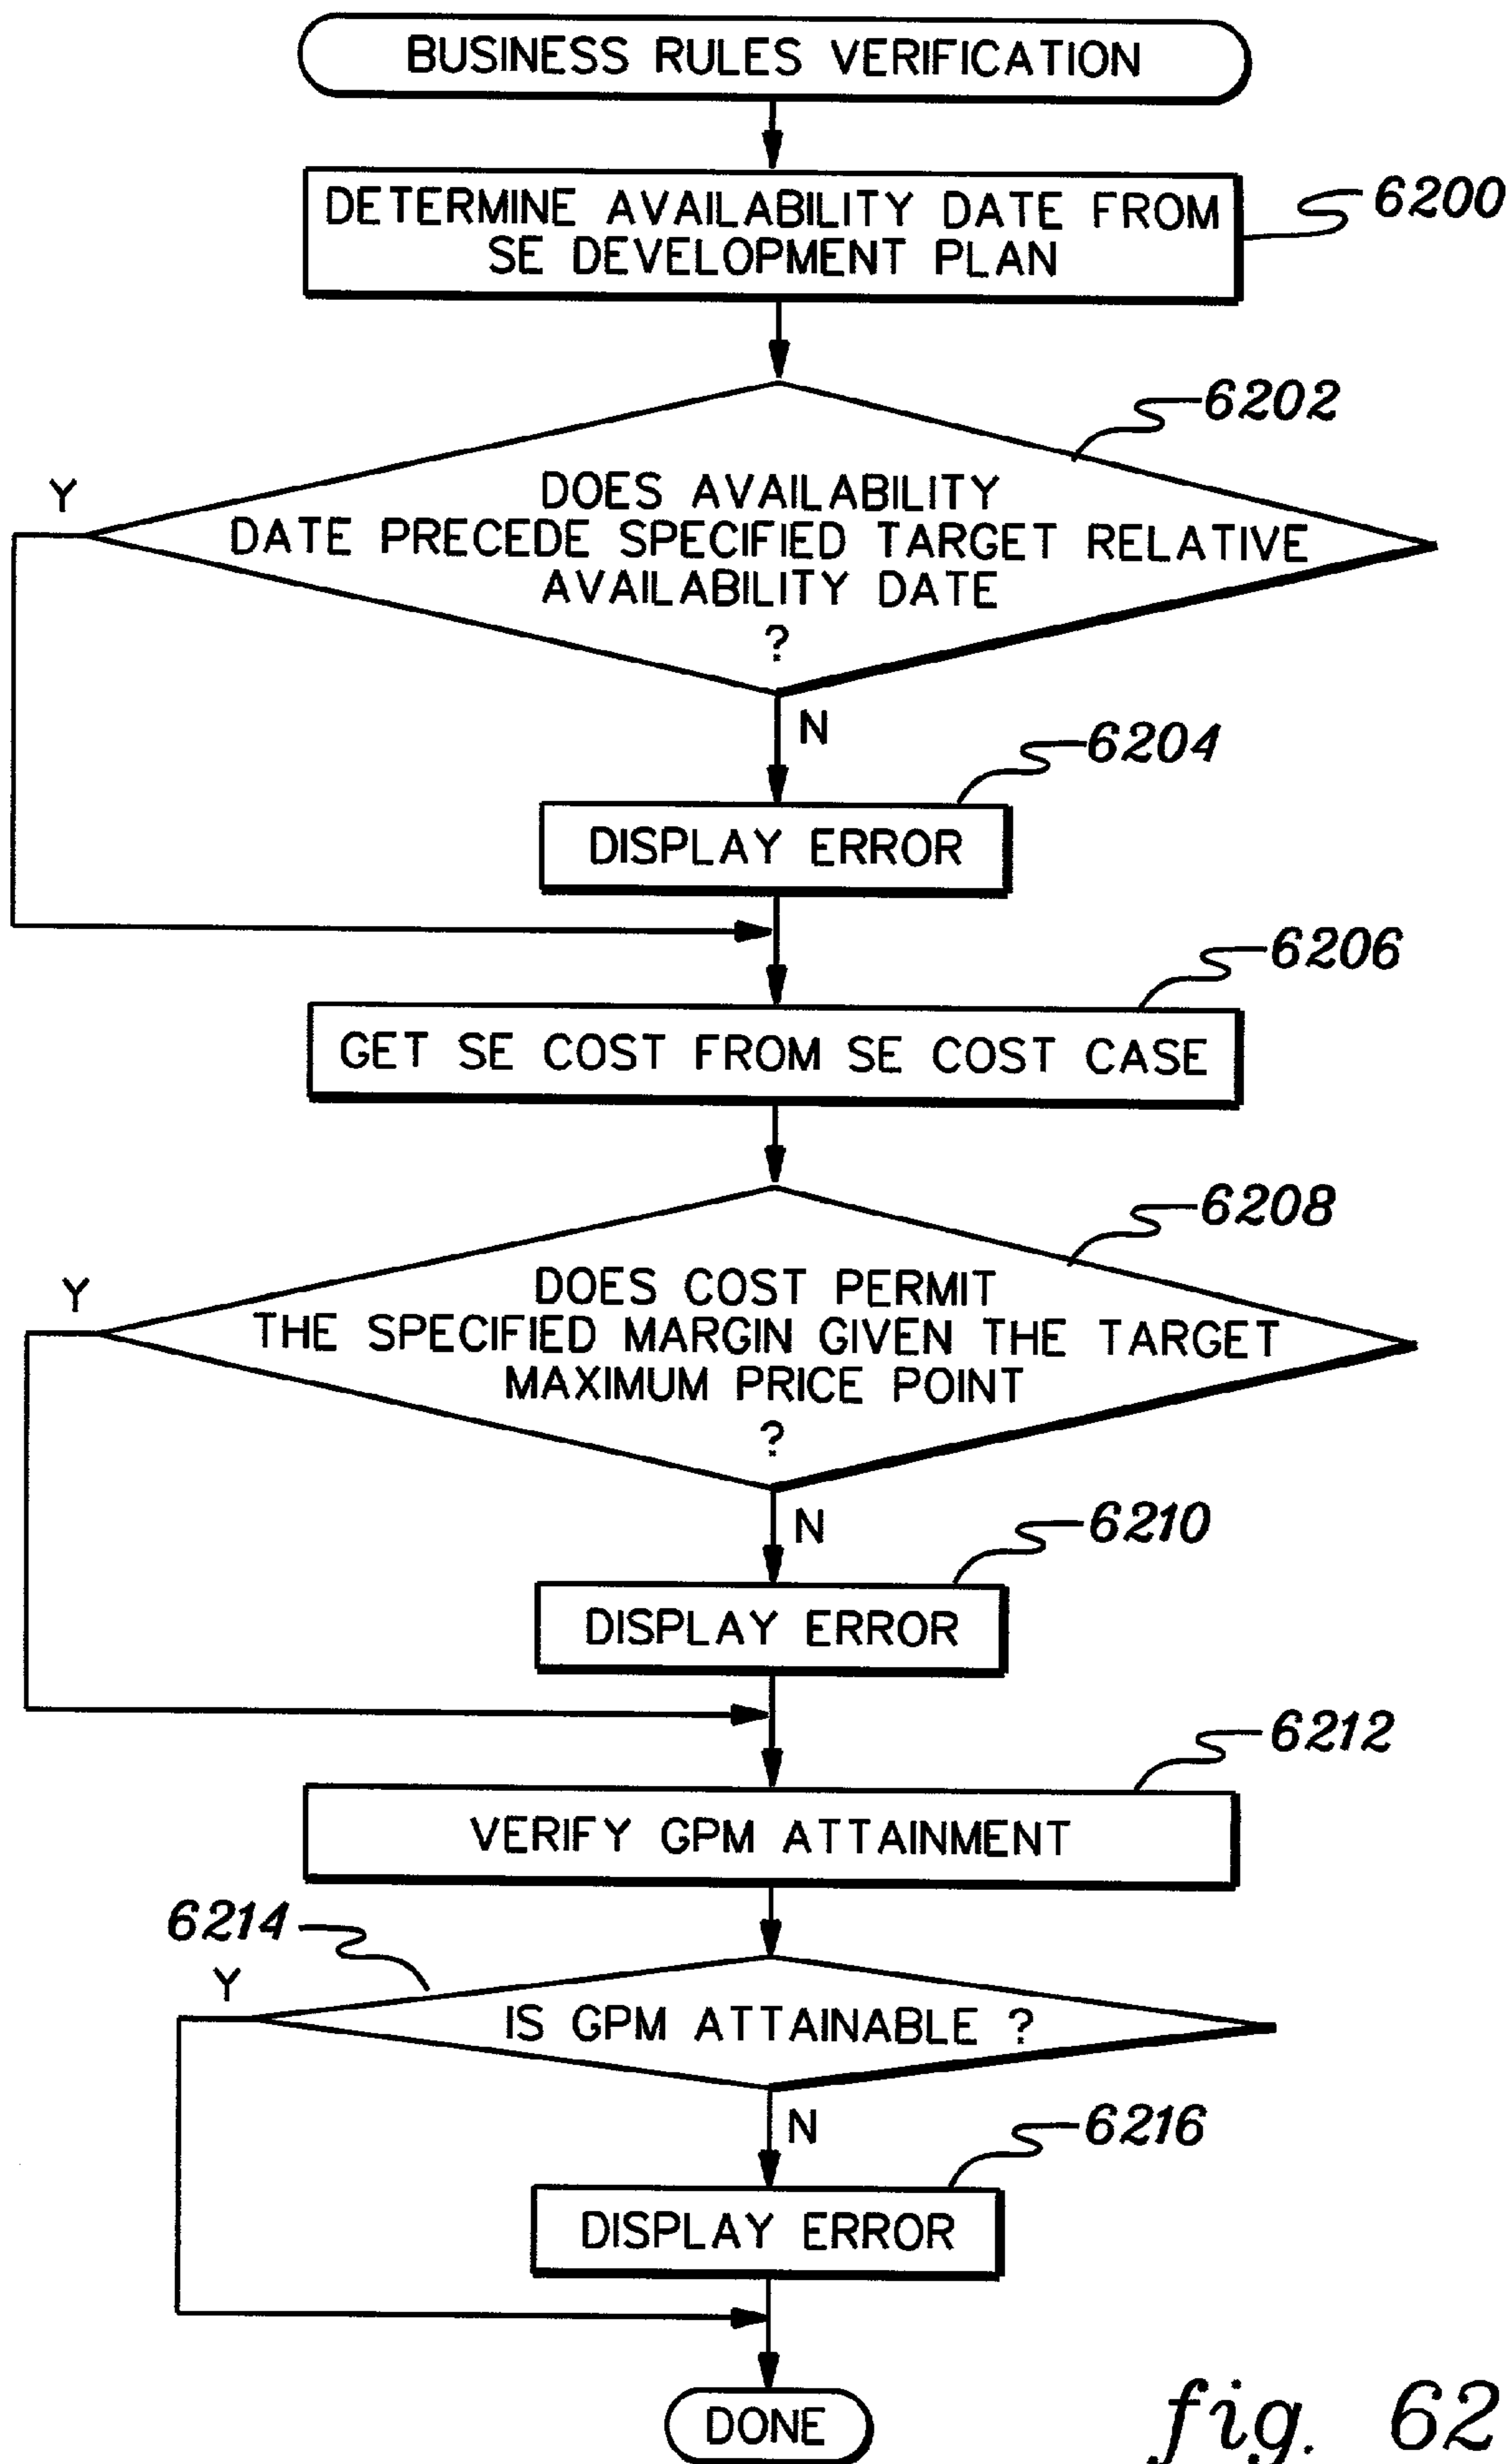 BUSINESS RULES VERIFICATION
DETERMINE AVAILABILITY DATE FROM
SE DEVELOPMENT PLAN
6200
6202
Y
DOES AVAILABILITY
DATE PRECEDE SPECIFIED TARGET RELATIVE
AVAILABILITY DATE
?
N
6204
DISPLAY ERROR
6206
GET SE COST FROM SE COST CASE
6208
Y
DOES COST PERMIT
THE SPECIFIED MARGIN GIVEN THE TARGET
MAXIMUM PRICE POINT
?
N
6210
DISPLAY ERROR
6212
VERIFY GPM ATTAINMENT
6214
Y
IS GPM ATTAINABLE ?
N
6216
DISPLAY ERROR
DONE
fig. 62